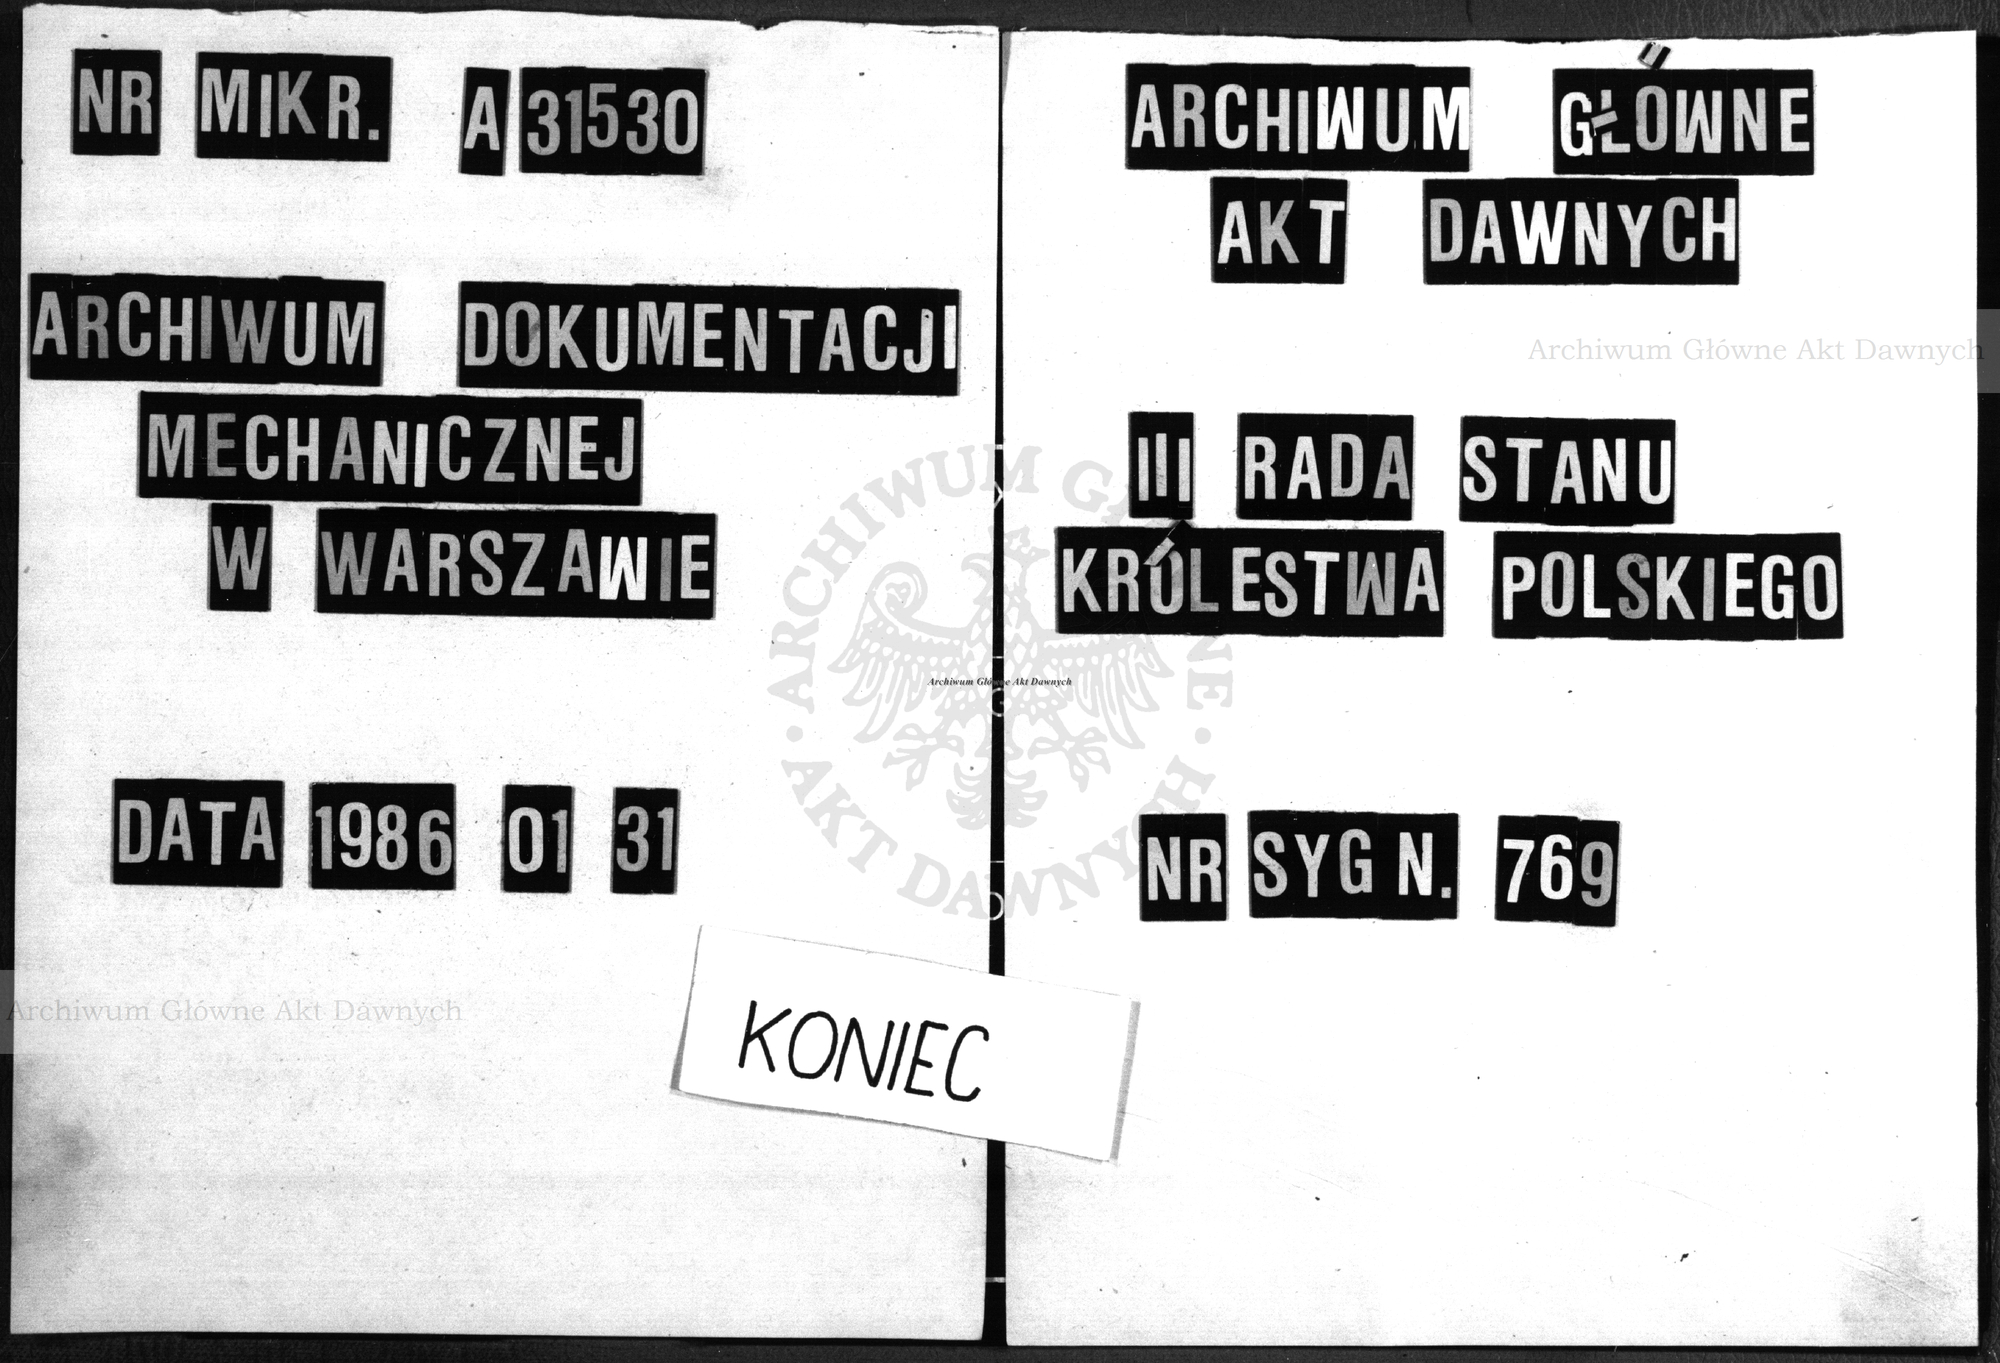 NR MIKR. A 31530
ARCHIWUM DOKUMENTACJI
MECHANICZNEJ
W WARSZAWIE
DATA 1986 01 31
ARCHIWUM GŁÓWNE
AKT DAWNYCH
III RADA STANU
KRÓLESTWA POLSKIEGO
NR SYGN. 769
KONIEC
Archiwum Główne Akt Dawnych
Archiwum Główne Akt Dawnych
Archiwum Główne Akt Dawnych
ARCHIWUM GŁÓWNE
AKT DAWNYCH